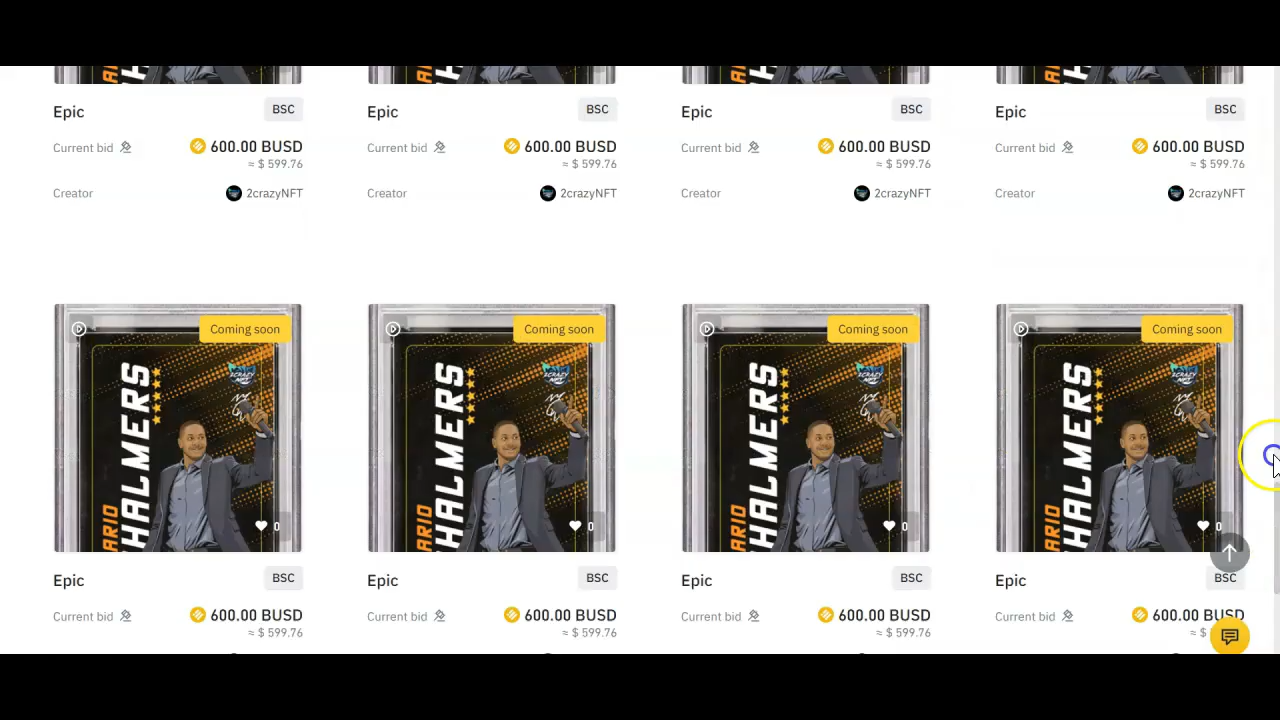 Epic BSC Epic BSC Epic BSC Epic BSC
Current bid 600.00 BUSD Current bid 600.00 BUSD Current bid 600.00 BUSD Current bid 600.00 BUSD
≈ $ 599.76 ≈ $ 599.76 ≈ $ 599.76 ≈ $ 599.76
Creator 2crazyNFT Creator 2crazyNFT Creator 2crazyNFT Creator 2crazyNFT
Coming soon Coming soon Coming soon Coming soon
HALMERS HALMERS HALMERS HALMERS
ARIO ARIO ARIO ARIO
0 0 0 0
Epic BSC Epic BSC Epic BSC Epic BSC
Current bid 600.00 BUSD Current bid 600.00 BUSD Current bid 600.00 BUSD Current bid 600.00 BUSD
≈ $ 599.76 ≈ $ 599.76 ≈ $ 599.76 ≈ $